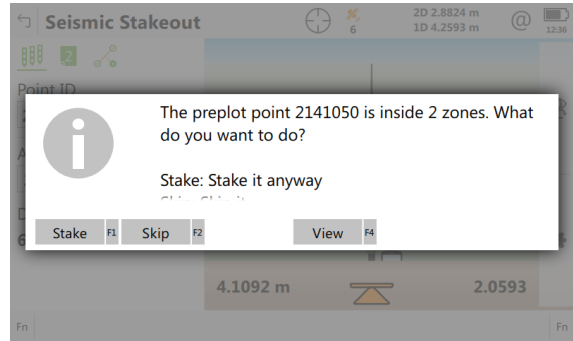 Seismic Stakeout
6
2D 2.8824 m
1D 4.2593 m
@
12:36
2
Point ID
The preplot point 2141050 is inside 2 zones. What
do you want to do?
Stake: Stake it anyway
Stake F1 Skip F2 View F4
4.1092 m
2.0593
Fn
Fn